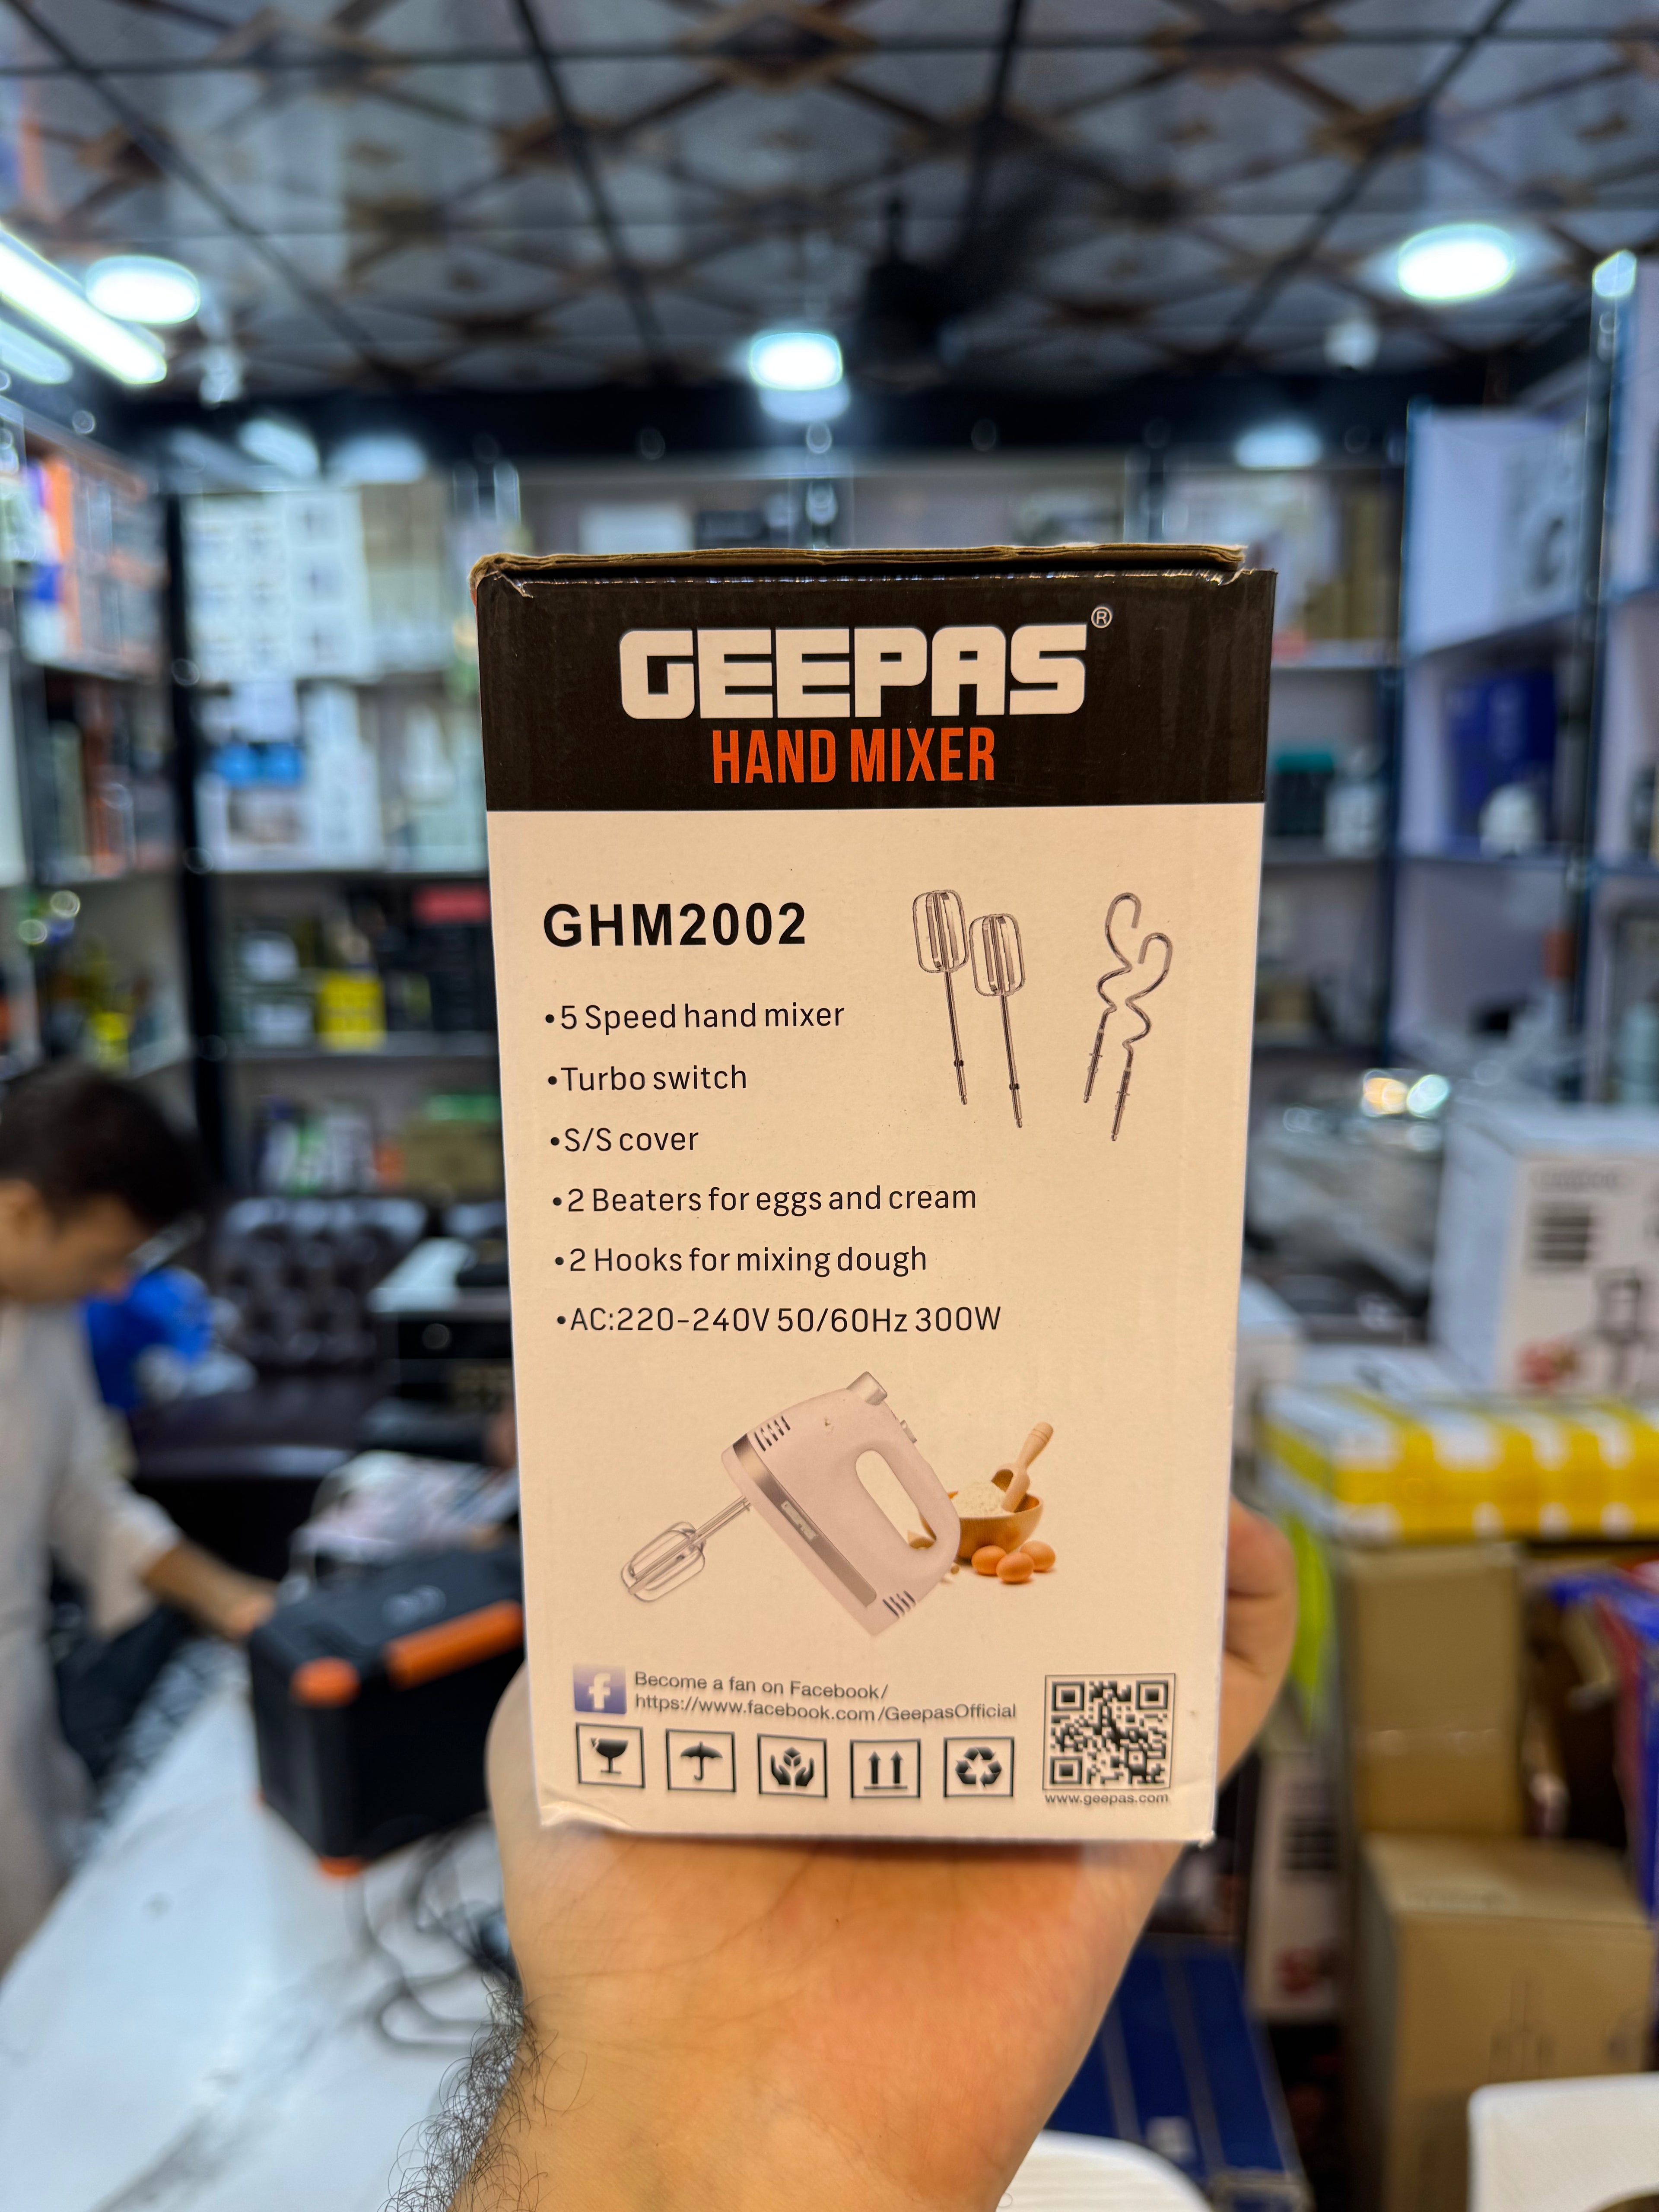 GEEPAS®
HAND MIXER
GHM2002
•5 Speed hand mixer
•Turbo switch
•S/S cover
•2 Beaters for eggs and cream
•2 Hooks for mixing dough
•AC:220-240V 50/60Hz 300W
f
Become a fan on Facebook/
https://www.facebook.com/GeepasOfficial
www.geepas.com